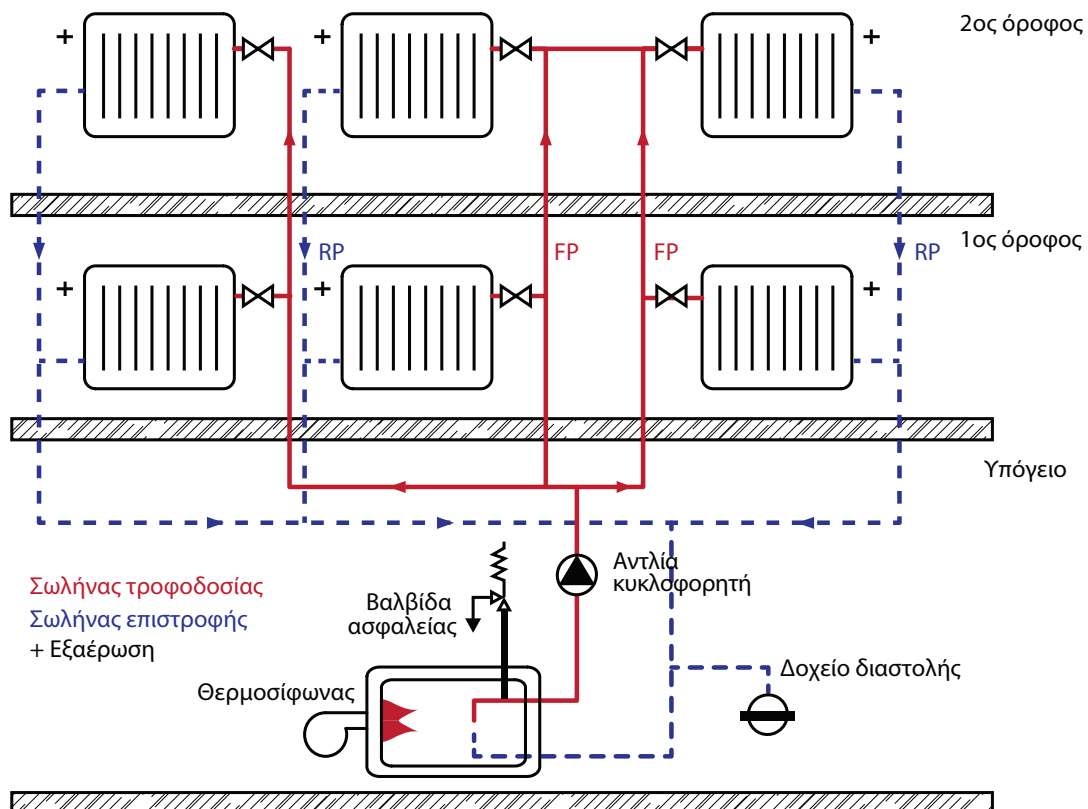 +
+
+
2ος όροφος
RP
FP
FP
1ος όροφος
RP
+
+
+
Υπόγειο
Σωλήνας τροφοδοσίας
Σωλήνας επιστροφής
+ Εξαέρωση
Βαλβίδα
ασφαλείας
Αντλία
κυκλοφορητή
Θερμοσίφωνας
Δοχείο διαστολής